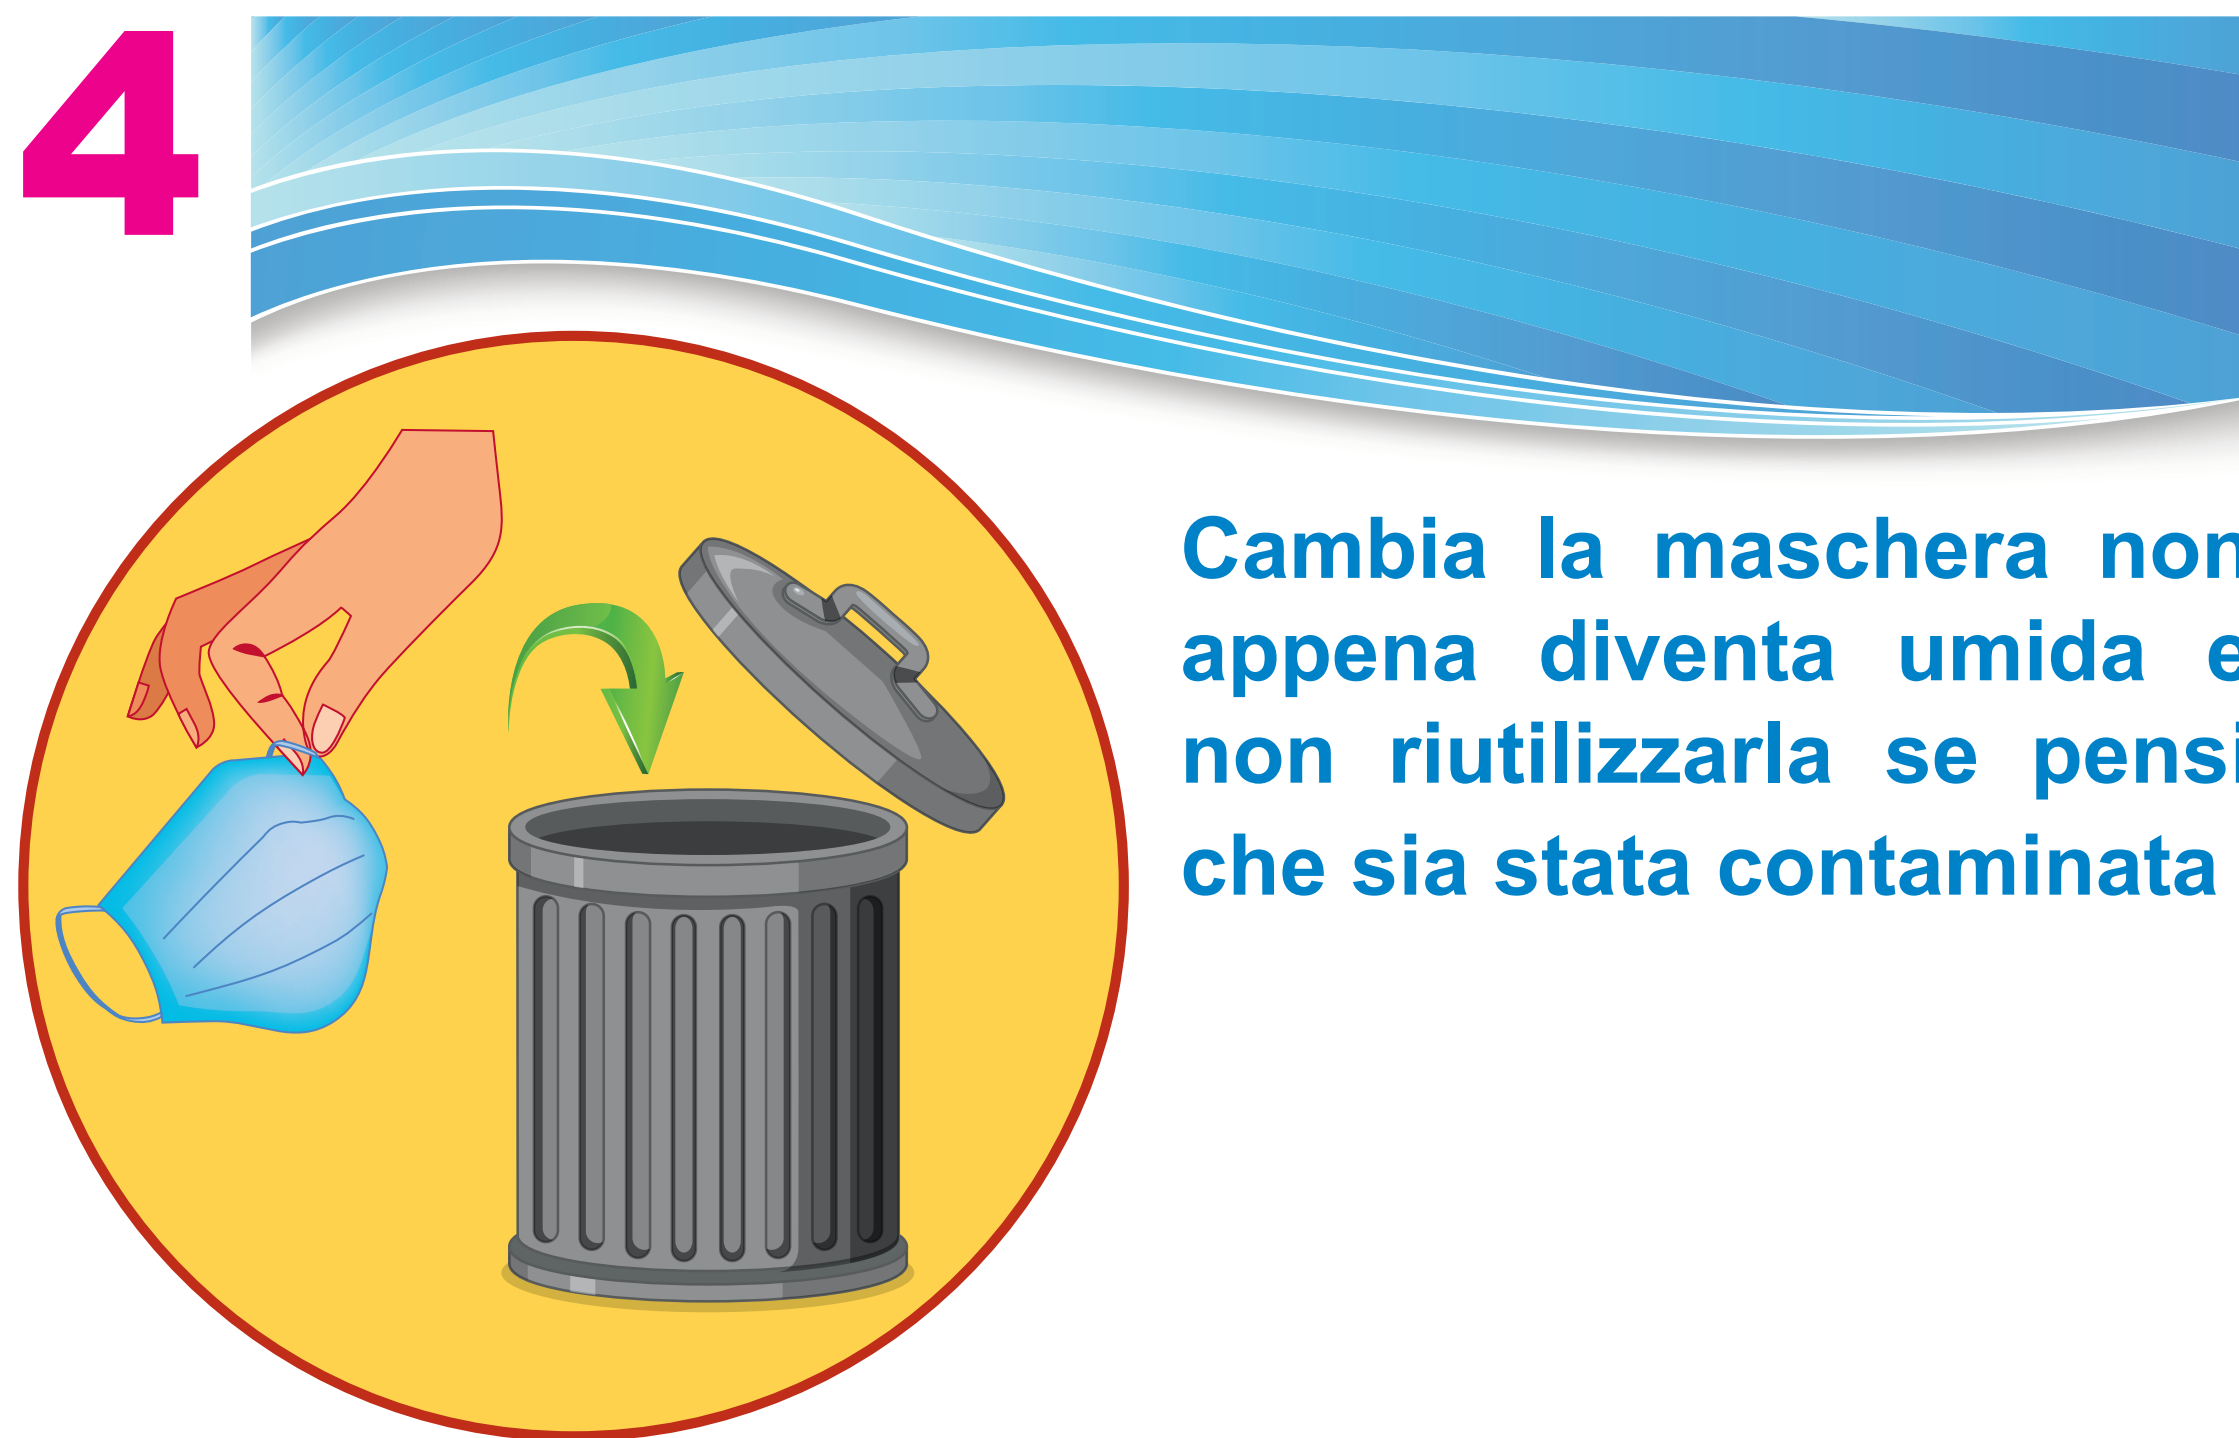 4
Cambia la maschera non
appena diventa umida e
non riutilizzarla se pensi
che sia stata contaminata